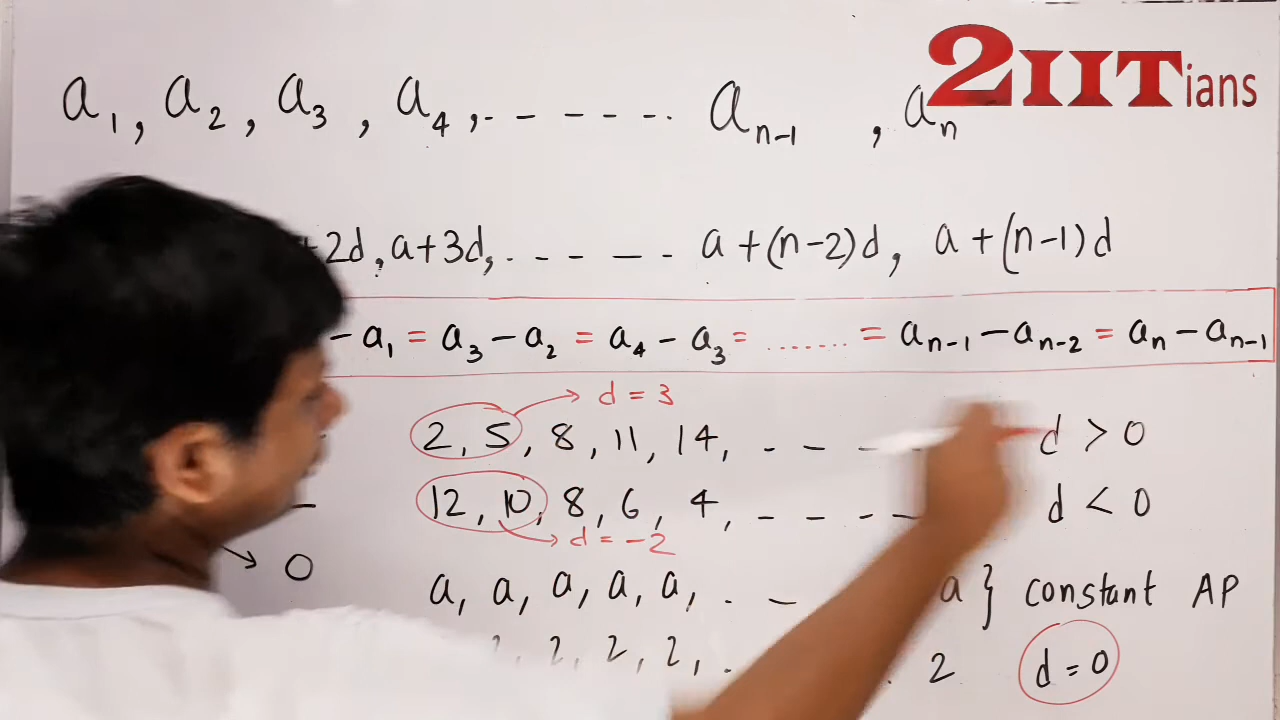 2IITians
a₁, a₂, a₃, a₄, ------. aₙ₋₁, aₙ
+2d, a+3d, ------ a+(n-2)d, a+(n-1)d
-a₁ = a₃-a₂ = a₄-a₃ = ....... = aₙ₋₁-aₙ₋₂ = aₙ-aₙ₋₁
d = 3
2, 5, 8, 11, 14, - - - d > 0
12, 10, 8, 6, 4, - - - - d < 0
d = -2
0
a, a, a, a, a, . - a } constant AP
2, 2, 2, 2, . . 2 d = 0